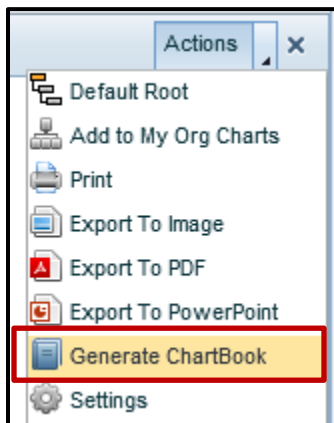 Actions
Default Root
Add to My Org Charts
Print
Export To Image
Export To PDF
Export To PowerPoint
Generate ChartBook
Settings